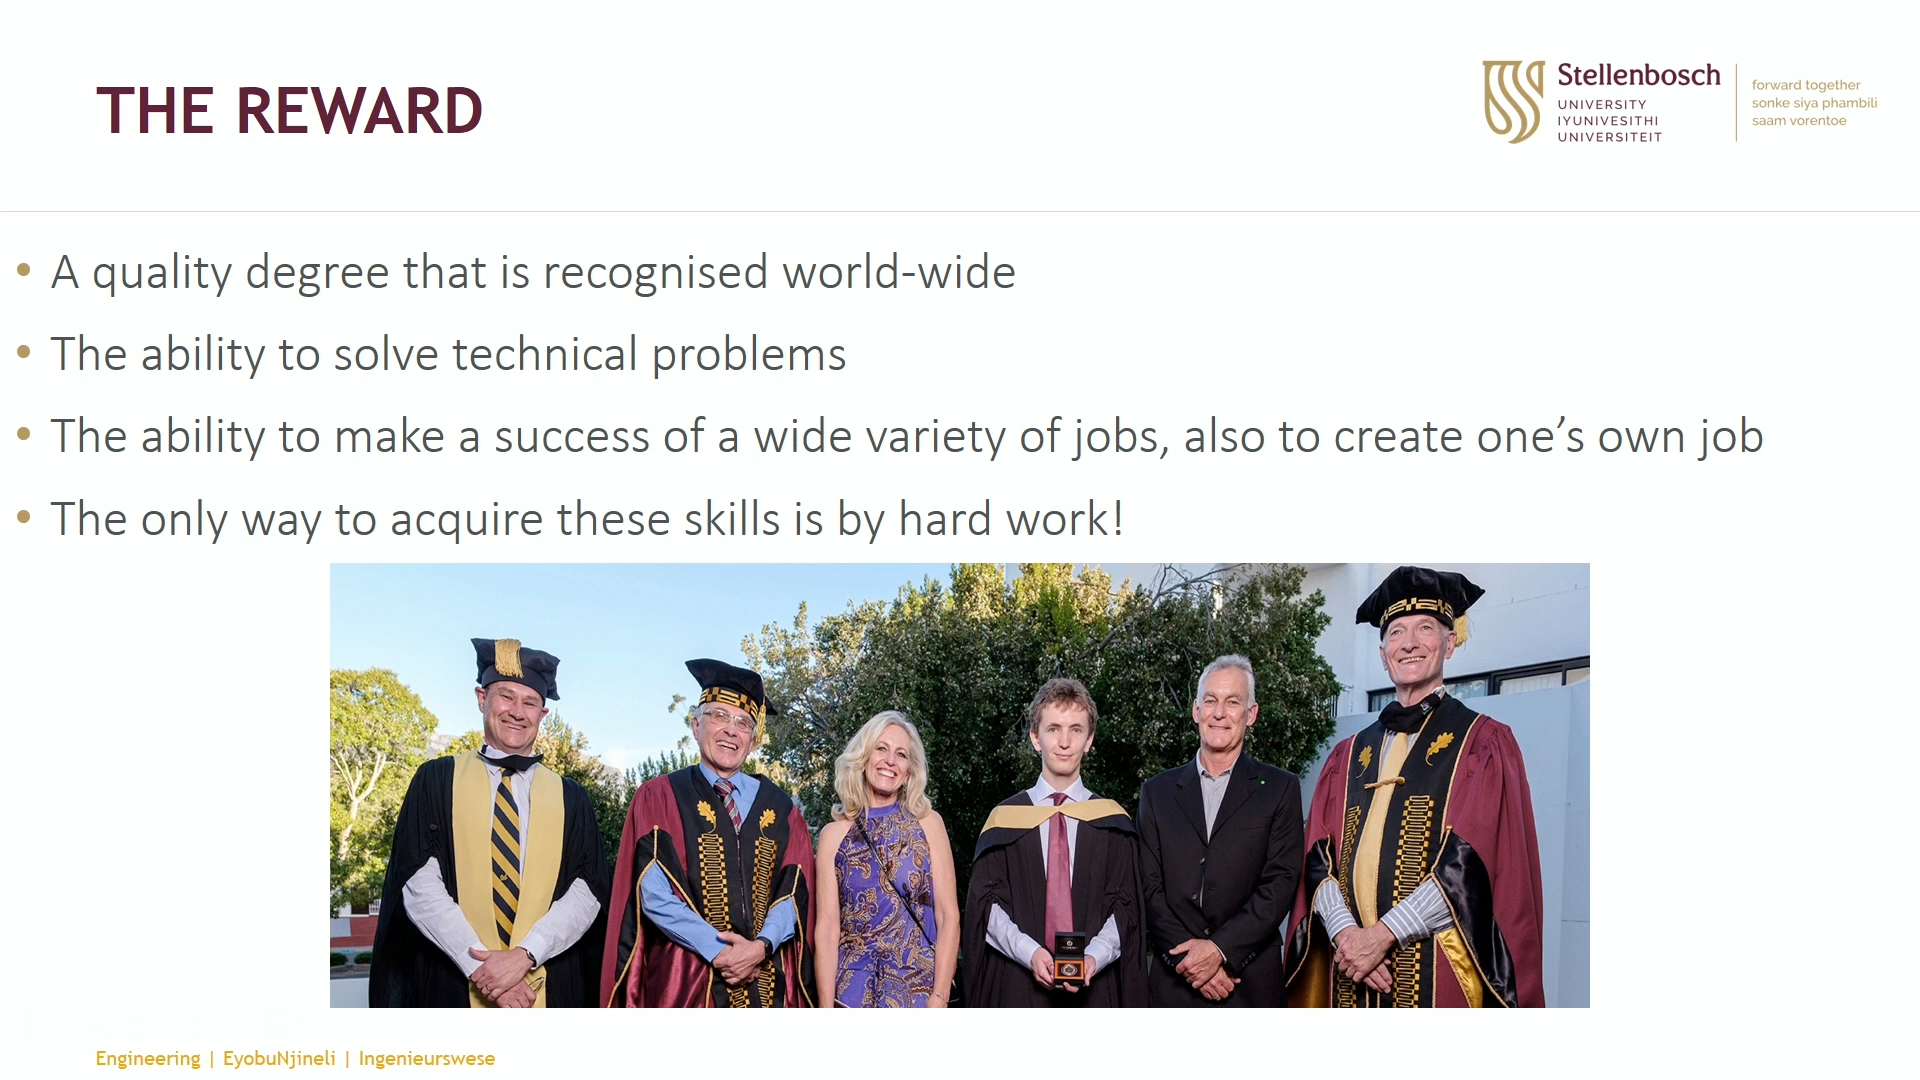 THE REWARD
Stellenbosch
UNIVERSITY
IYUNIVESITHI
UNIVERSITEIT
forward together
sonke siya phambili
saam vorentoe
• A quality degree that is recognised world-wide
• The ability to solve technical problems
• The ability to make a success of a wide variety of jobs, also to create one’s own job
• The only way to acquire these skills is by hard work!
Engineering | EyobuNjineli | Ingenieurswese